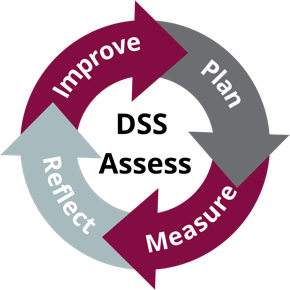 DSS
Assess
Improve
Plan
Measure
Reflect